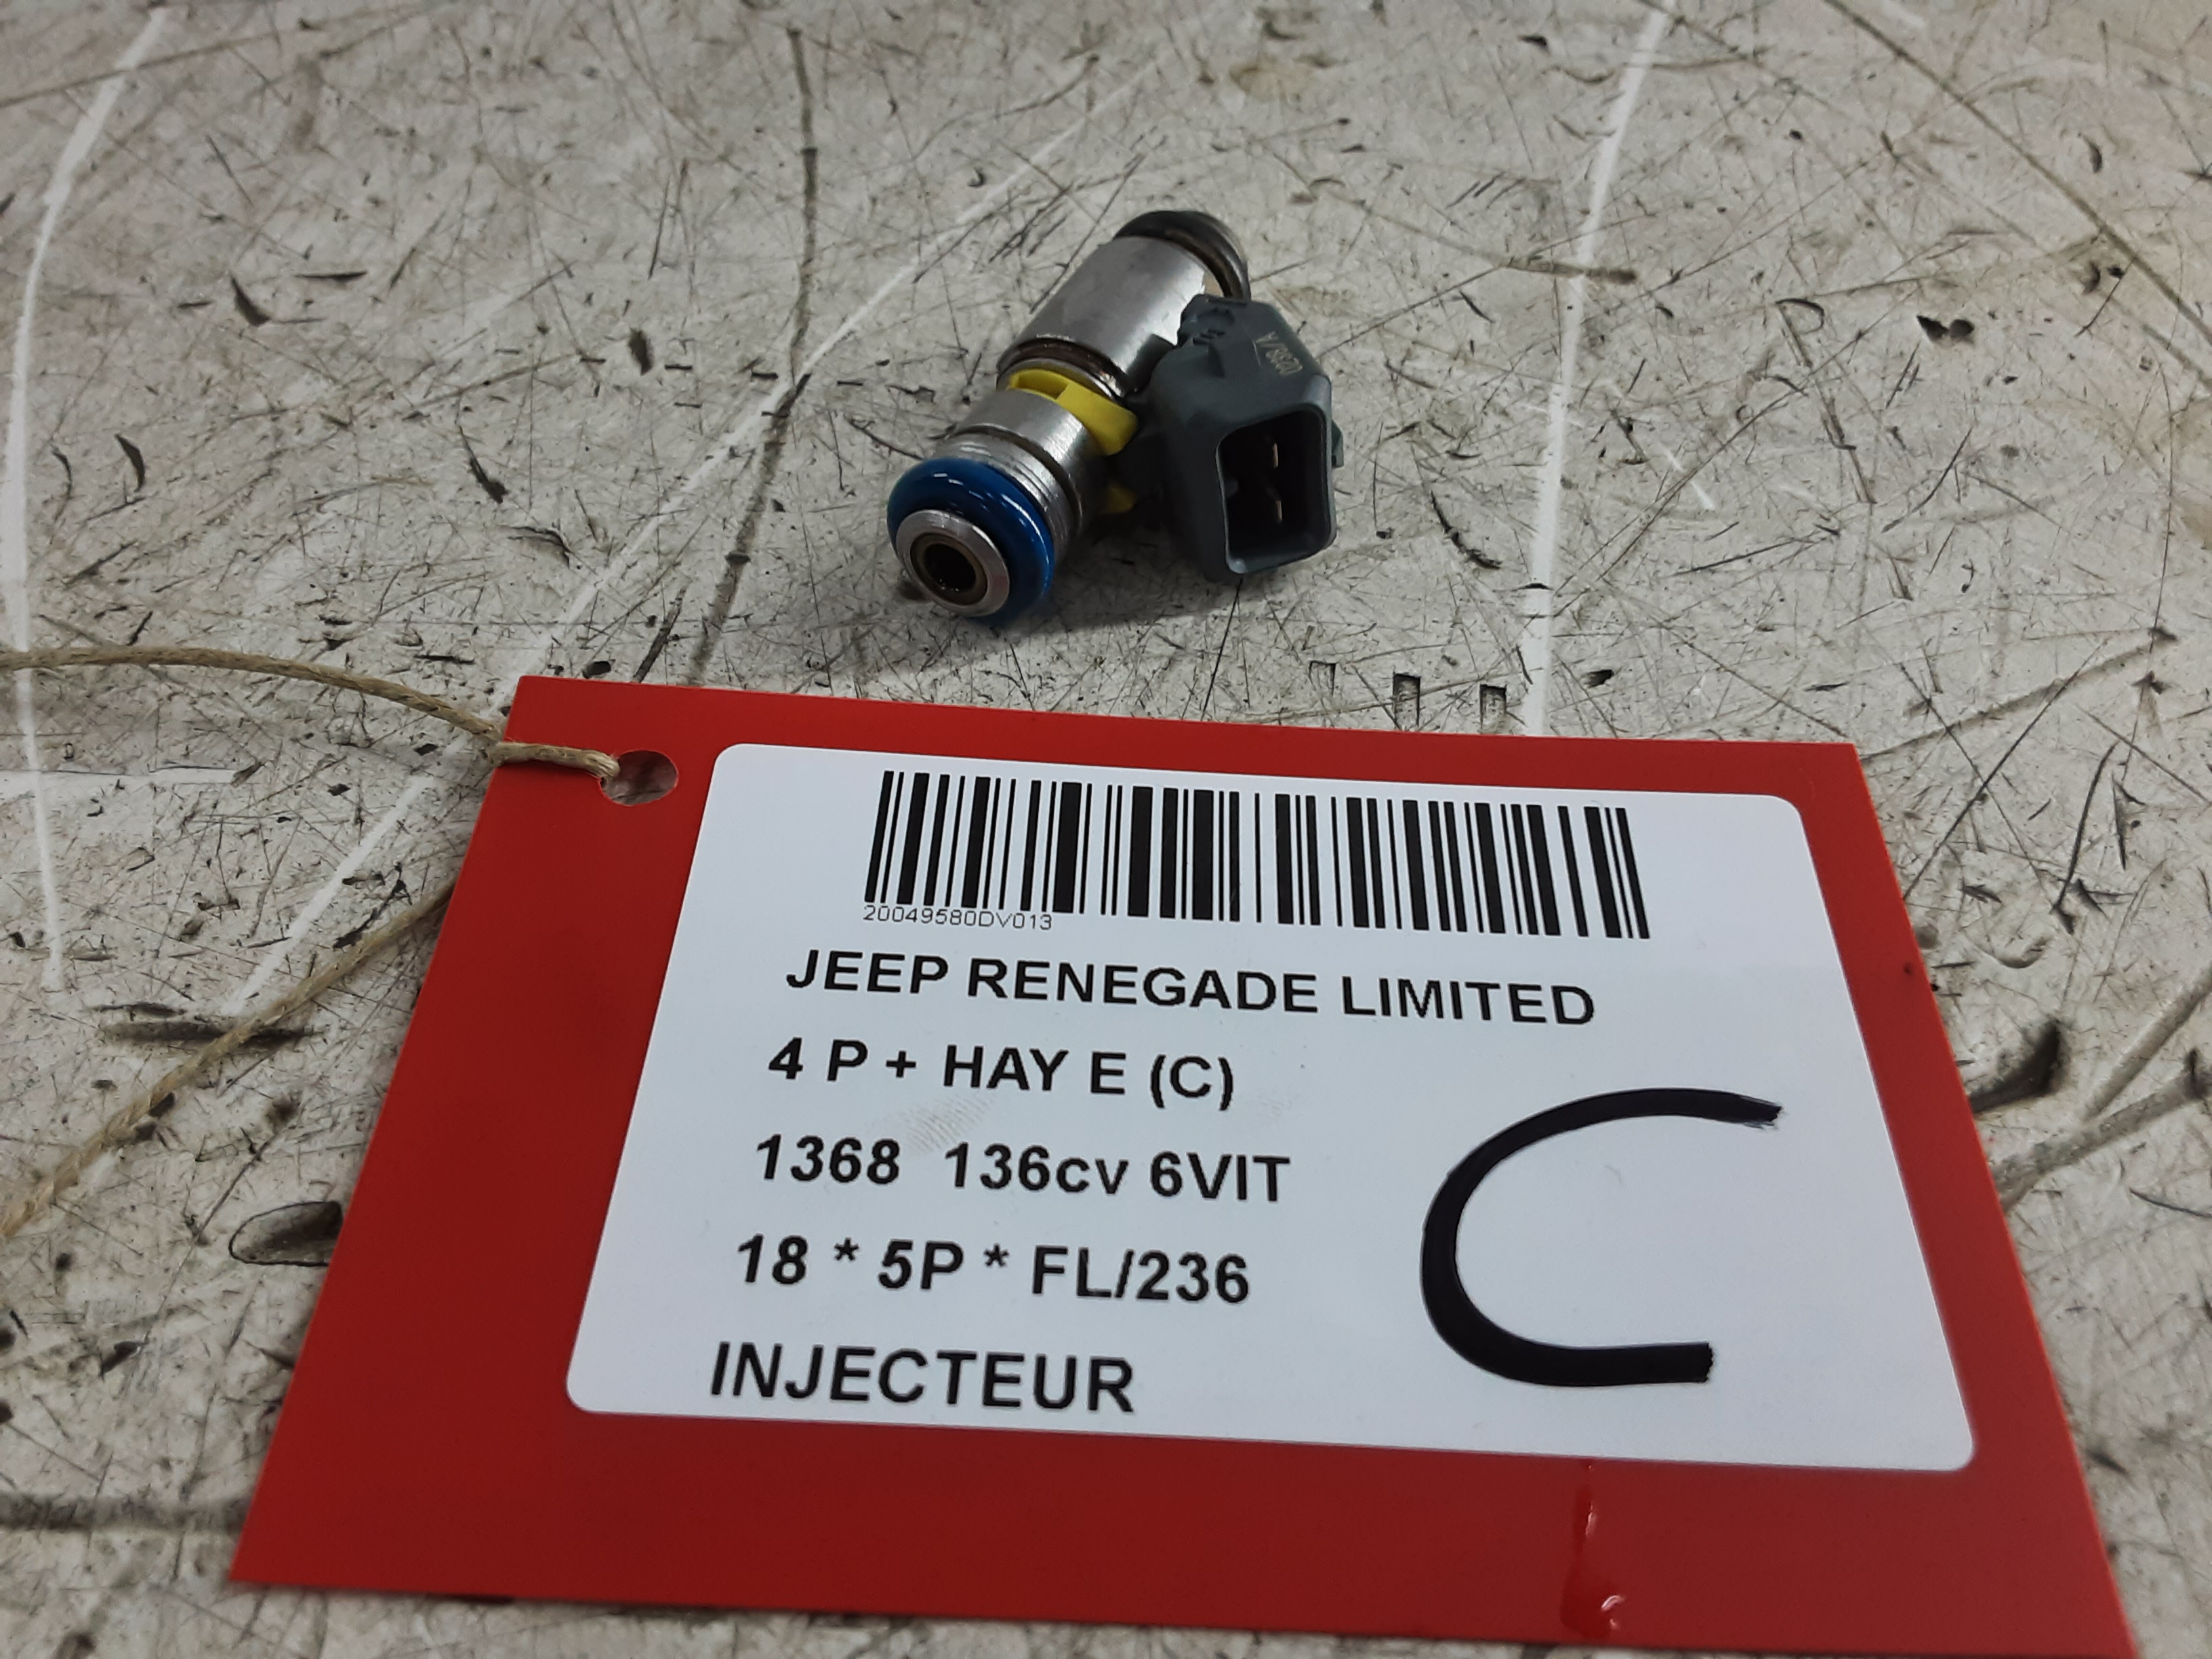 20049580DV013
JEEP RENEGADE LIMITED
4 P + HAY E (C)
1368 136cv 6VIT
18 * 5P * FL/236
INJECTEUR
C